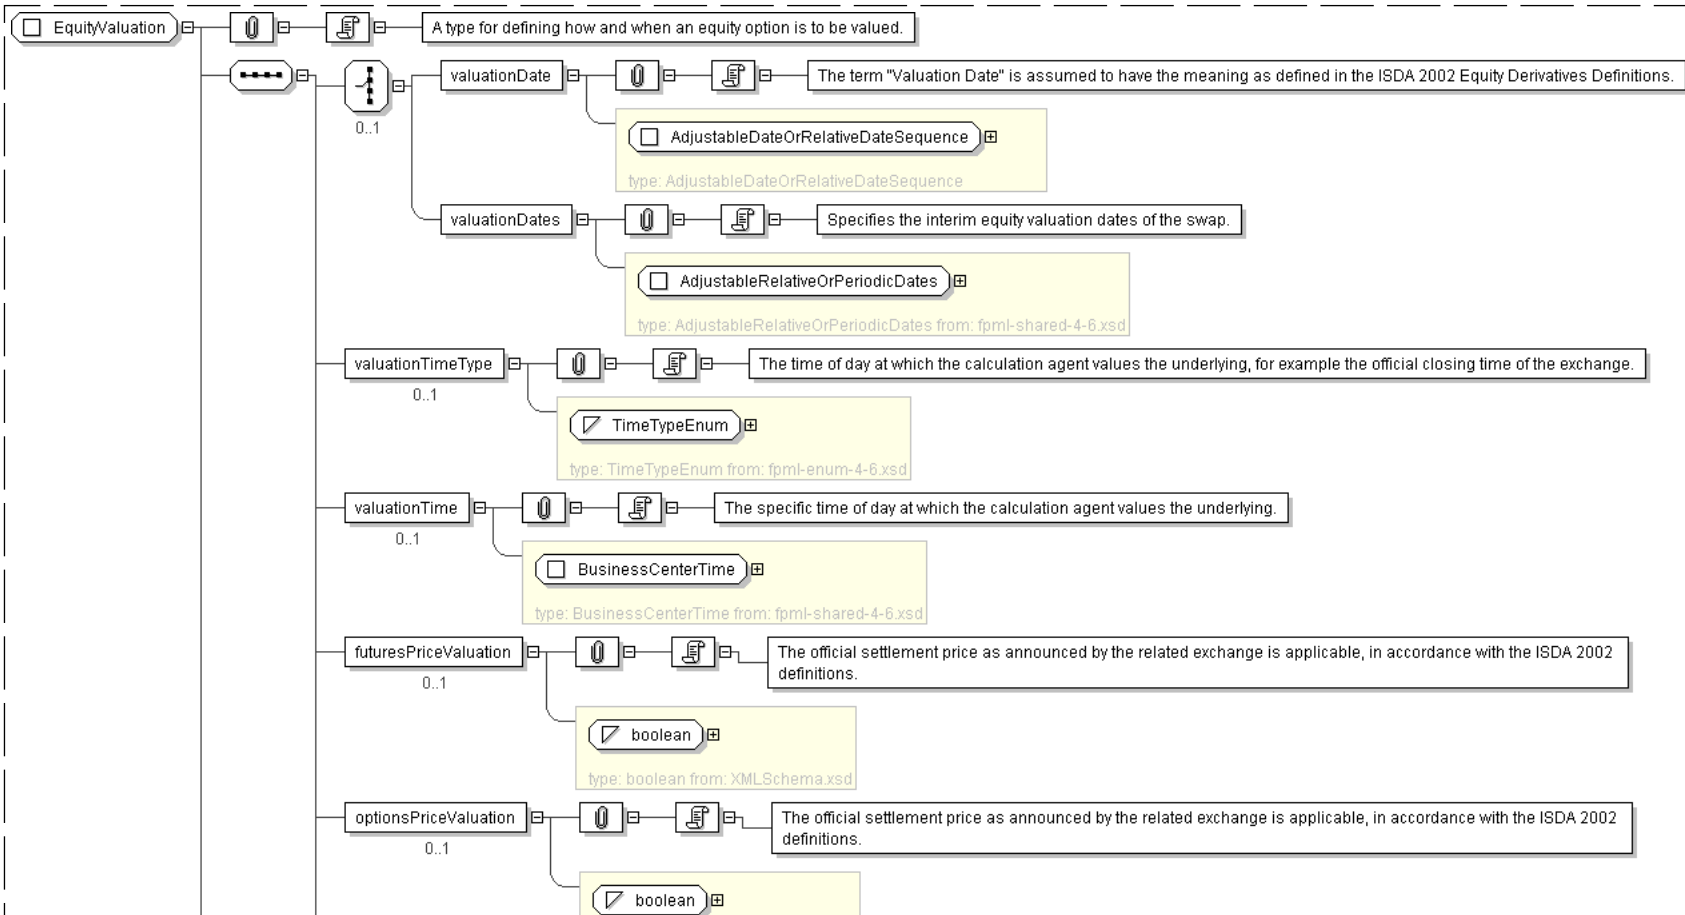 EquityValuation
A type for defining how and when an equity option is to be valued.
0..1
valuationDate
The term "Valuation Date" is assumed to have the meaning as defined in the ISDA 2002 Equity Derivatives Definitions.
AdjustableDateOrRelativeDateSequence
type: AdjustableDateOrRelativeDateSequence
valuationDates
Specifies the interim equity valuation dates of the swap.
AdjustableRelativeOrPeriodicDates
type: AdjustableRelativeOrPeriodicDates from: fpml-shared-4-6.xsd
valuationTimeType
0..1
The time of day at which the calculation agent values the underlying, for example the official closing time of the exchange.
TimeTypeEnum
type: TimeTypeEnum from: fpml-enum-4-6.xsd
valuationTime
0..1
The specific time of day at which the calculation agent values the underlying.
BusinessCenterTime
type: BusinessCenterTime from: fpml-shared-4-6.xsd
futuresPriceValuation
0..1
The official settlement price as announced by the related exchange is applicable, in accordance with the ISDA 2002
definitions.
boolean
type: boolean from: XMLSchema.xsd
optionsPriceValuation
0..1
The official settlement price as announced by the related exchange is applicable, in accordance with the ISDA 2002
definitions.
boolean